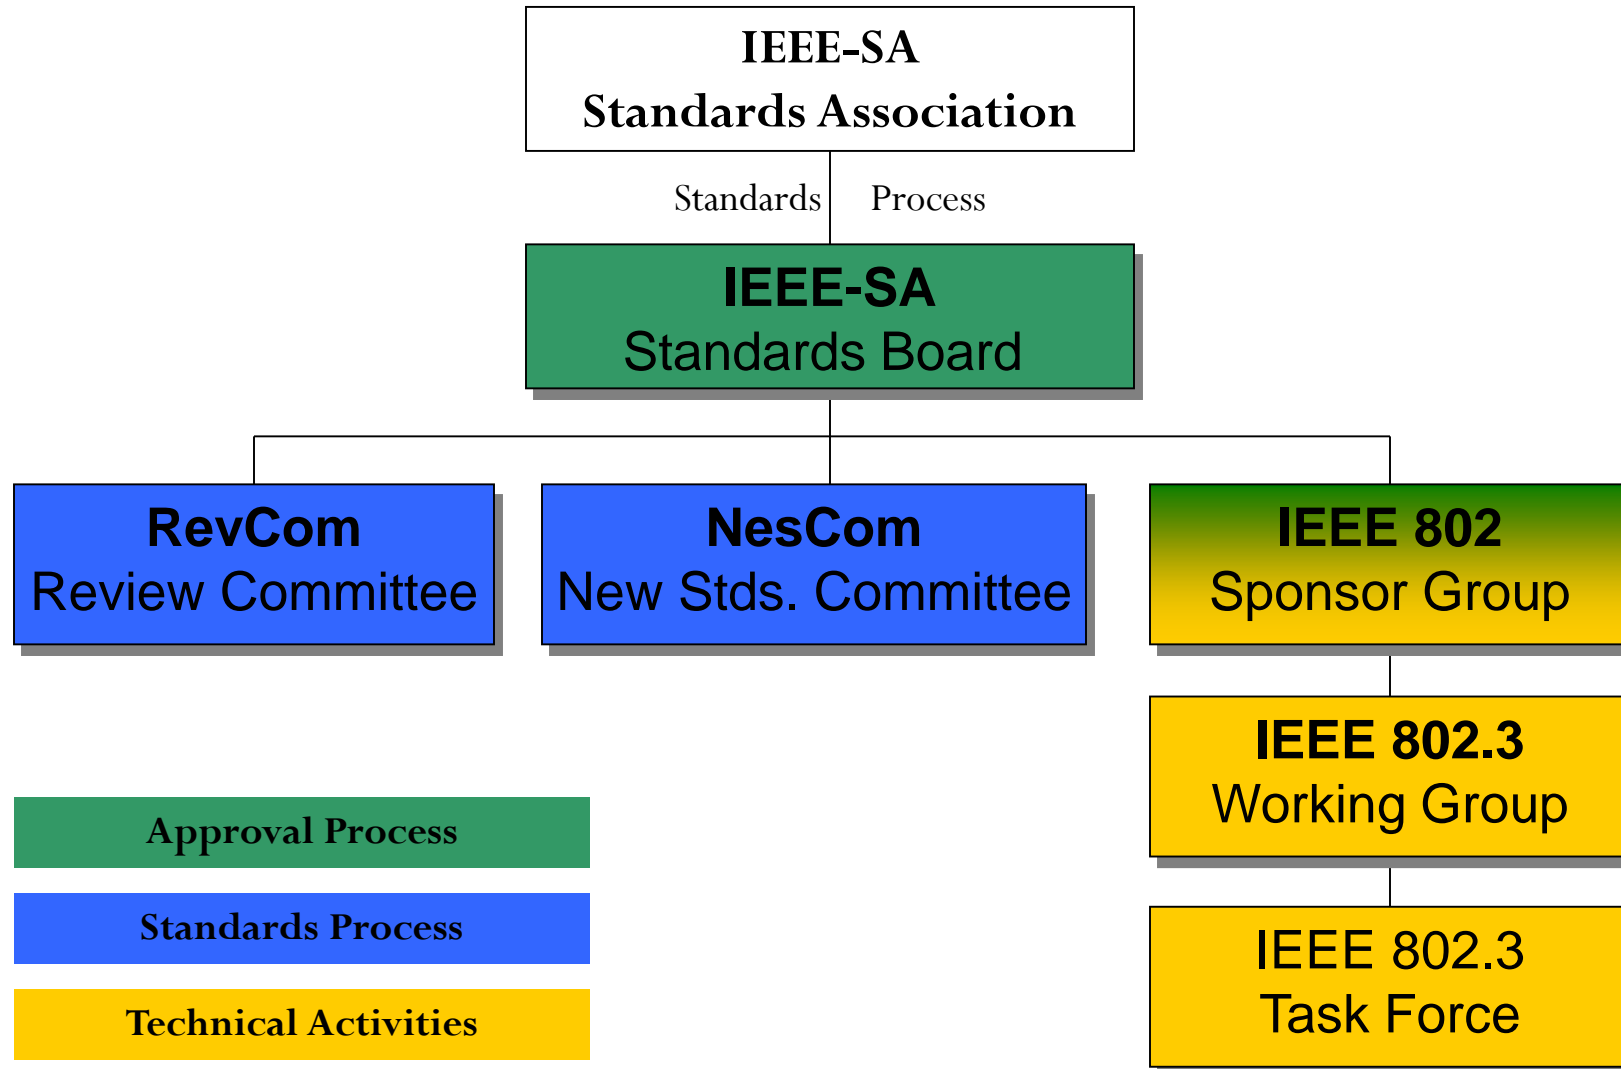 IEEE-SA
Standards Association
Standards Process
IEEE-SA
Standards Board
RevCom
Review Committee
NesCom
New Stds. Committee
IEEE 802
Sponsor Group
IEEE 802.3
Working Group
IEEE 802.3
Task Force
Approval Process
Standards Process
Technical Activities